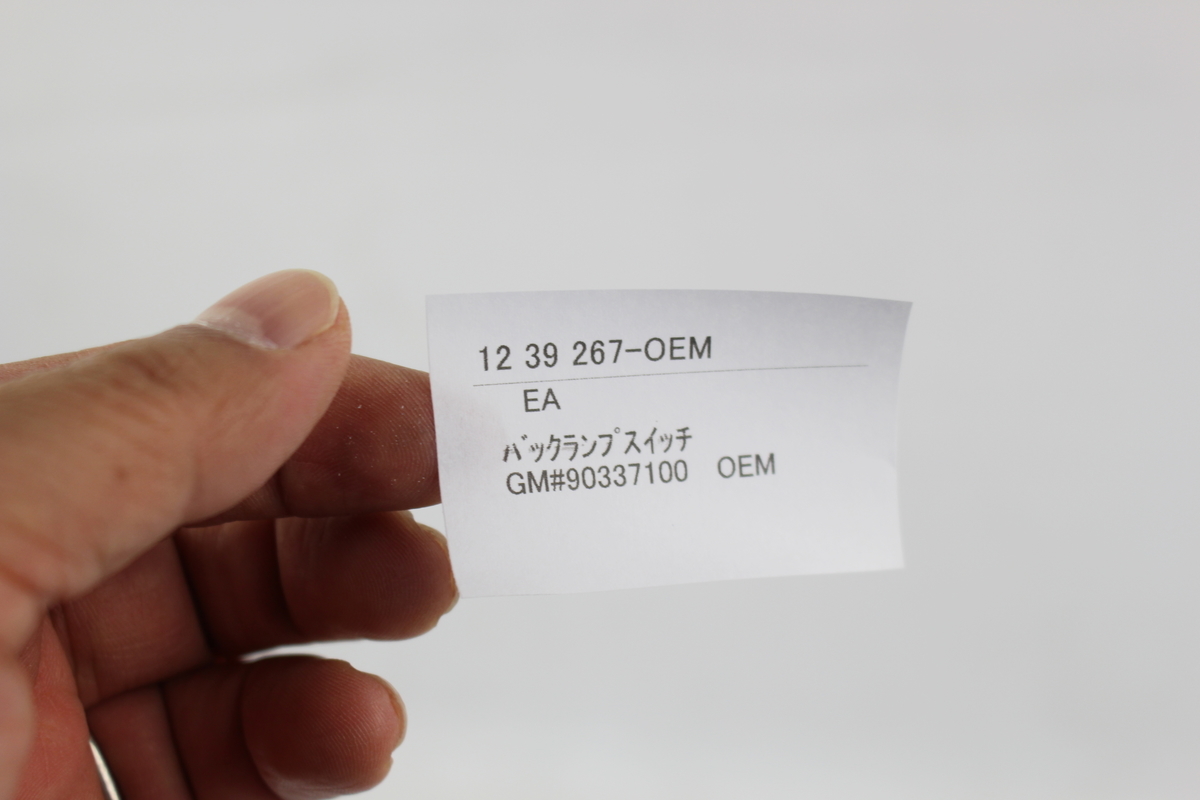 12 39 267-OEM
EA
ﾊﾞｯｸﾗﾝﾌﾟｽｲｯﾁ
GM#90337100 OEM